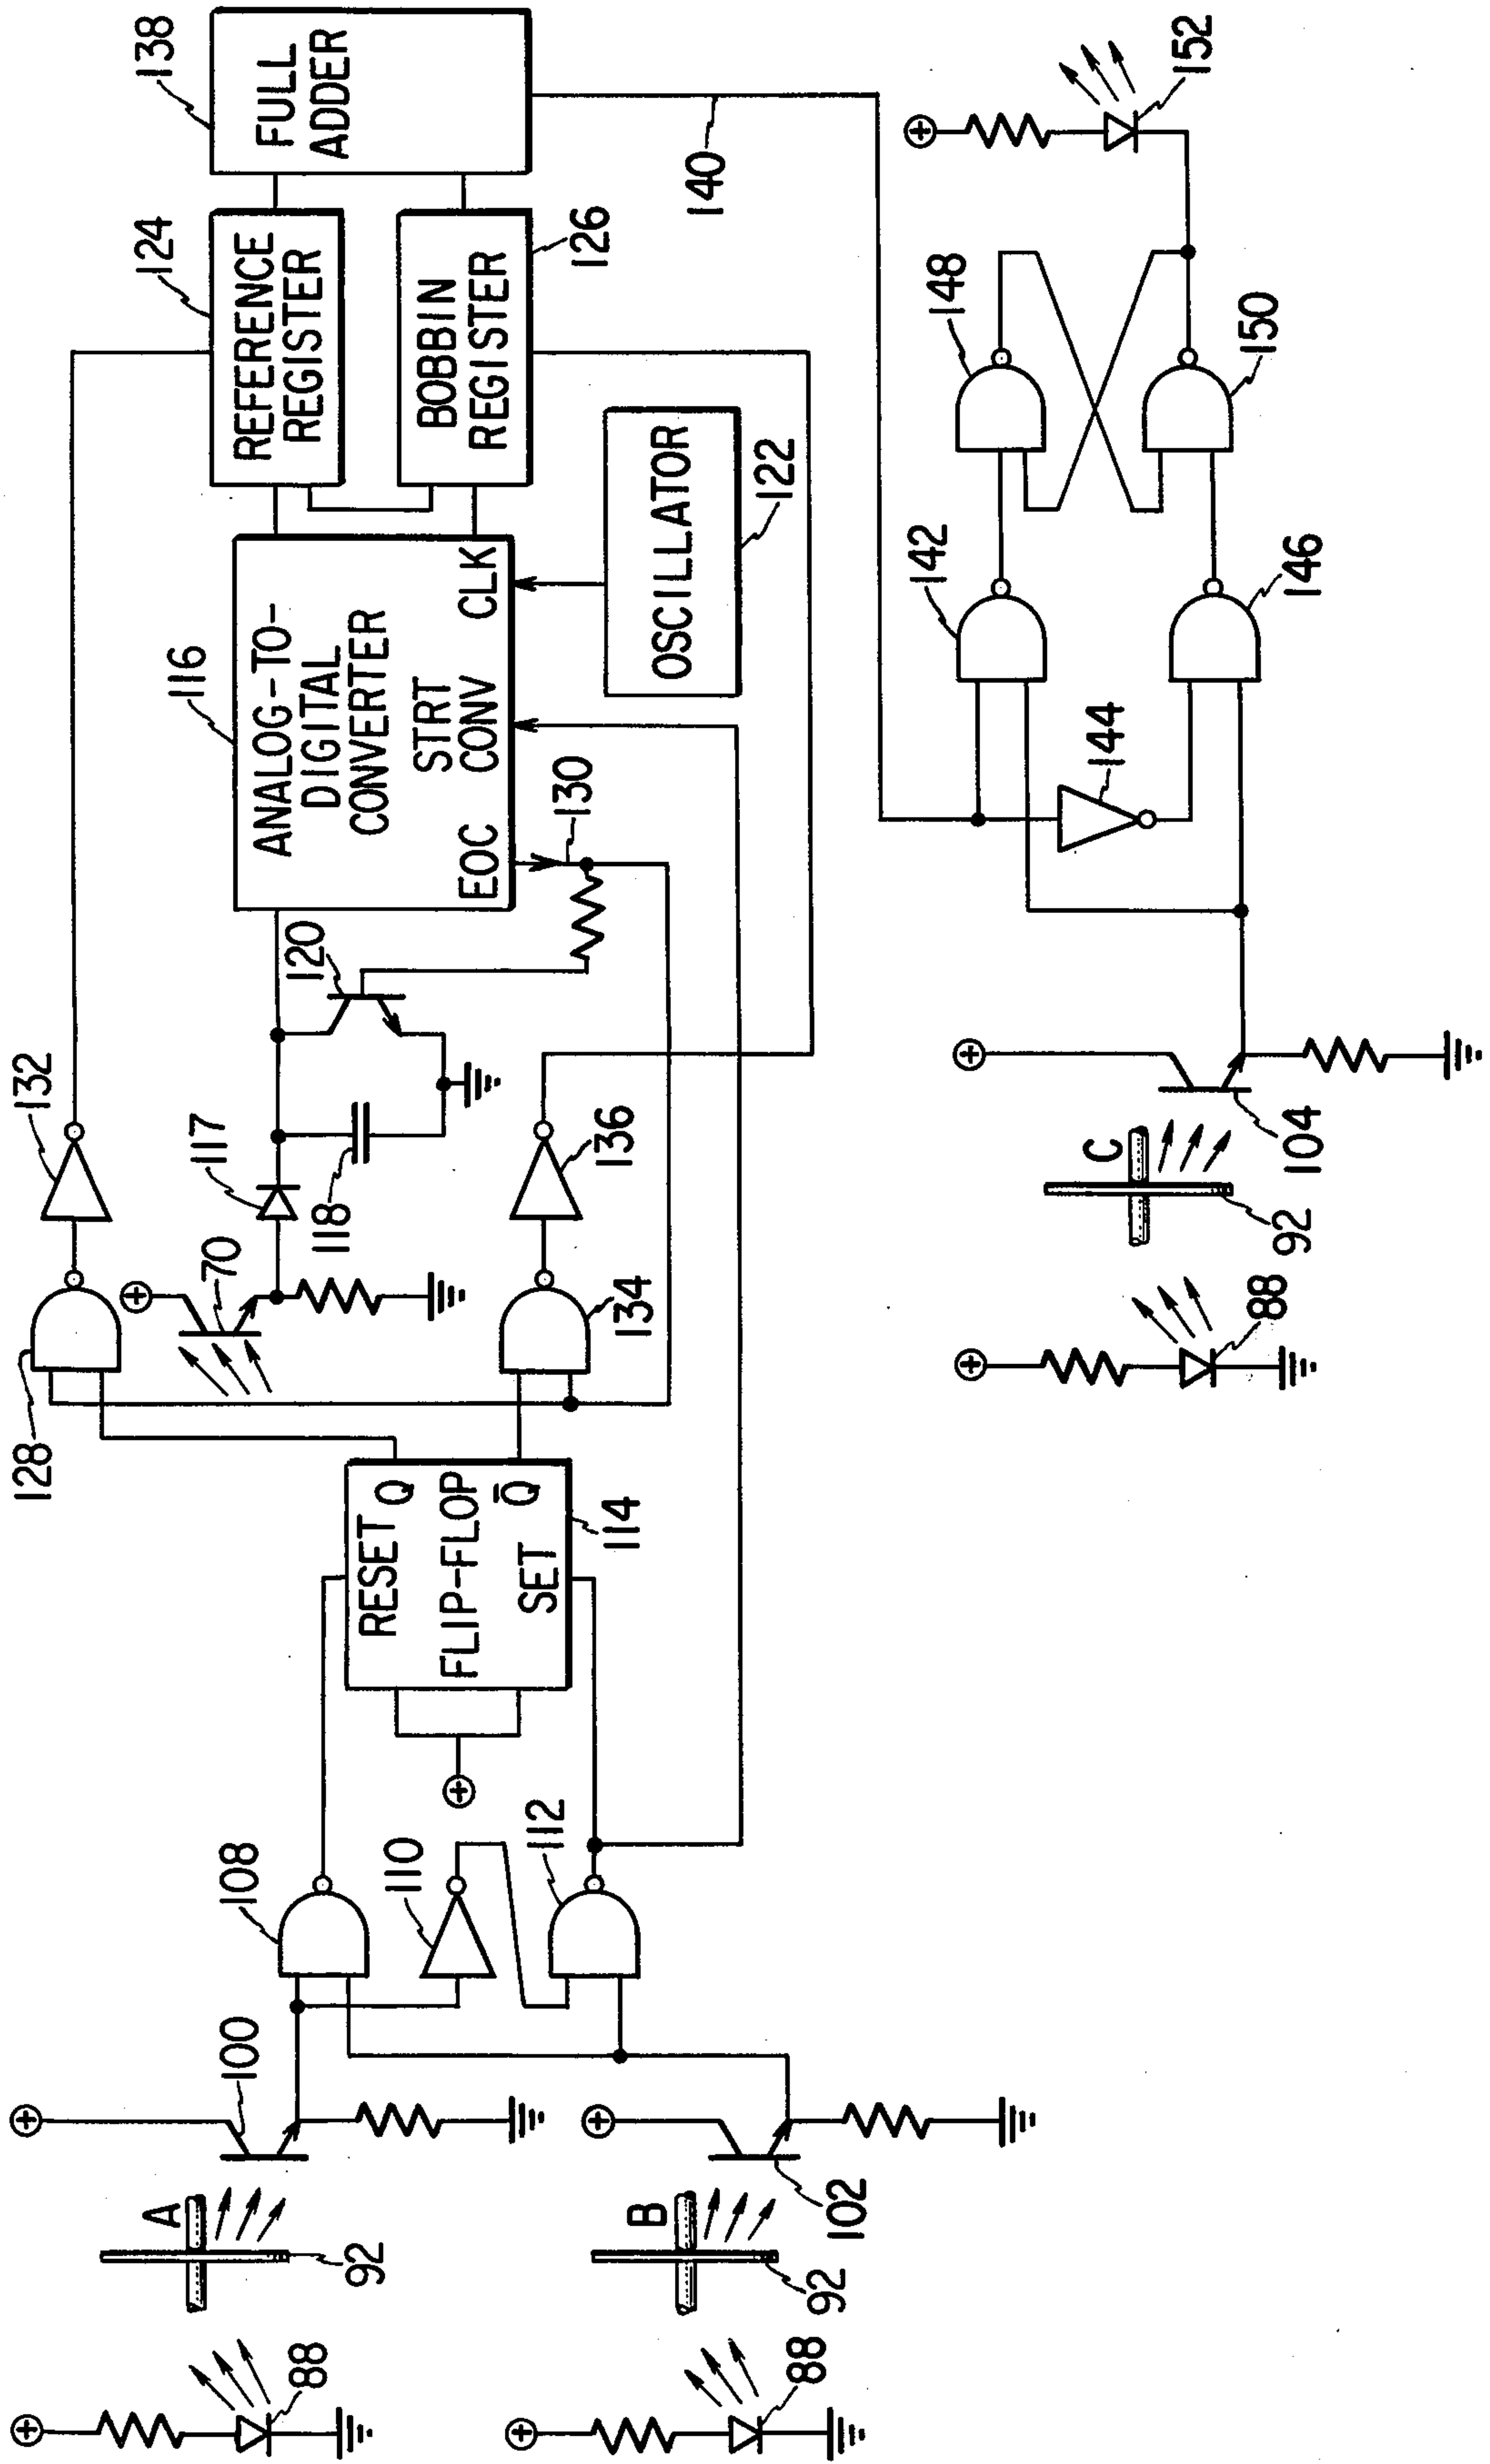 138
FULL
ADDER
124
REFERENCE
REGISTER
126
BOBBIN
REGISTER
140
152
148
150
116
ANALOG-TO-
DIGITAL
CONVERTER
EOC
STRT
CONV
CLK
OSCILLATOR
122
130
142
144
146
132
117
118
120
70
136
128
134
RESET
Q
FLIP-FLOP
Q̅
SET
114
104
C
92
88
108
110
112
100
A
92
88
102
B
92
88